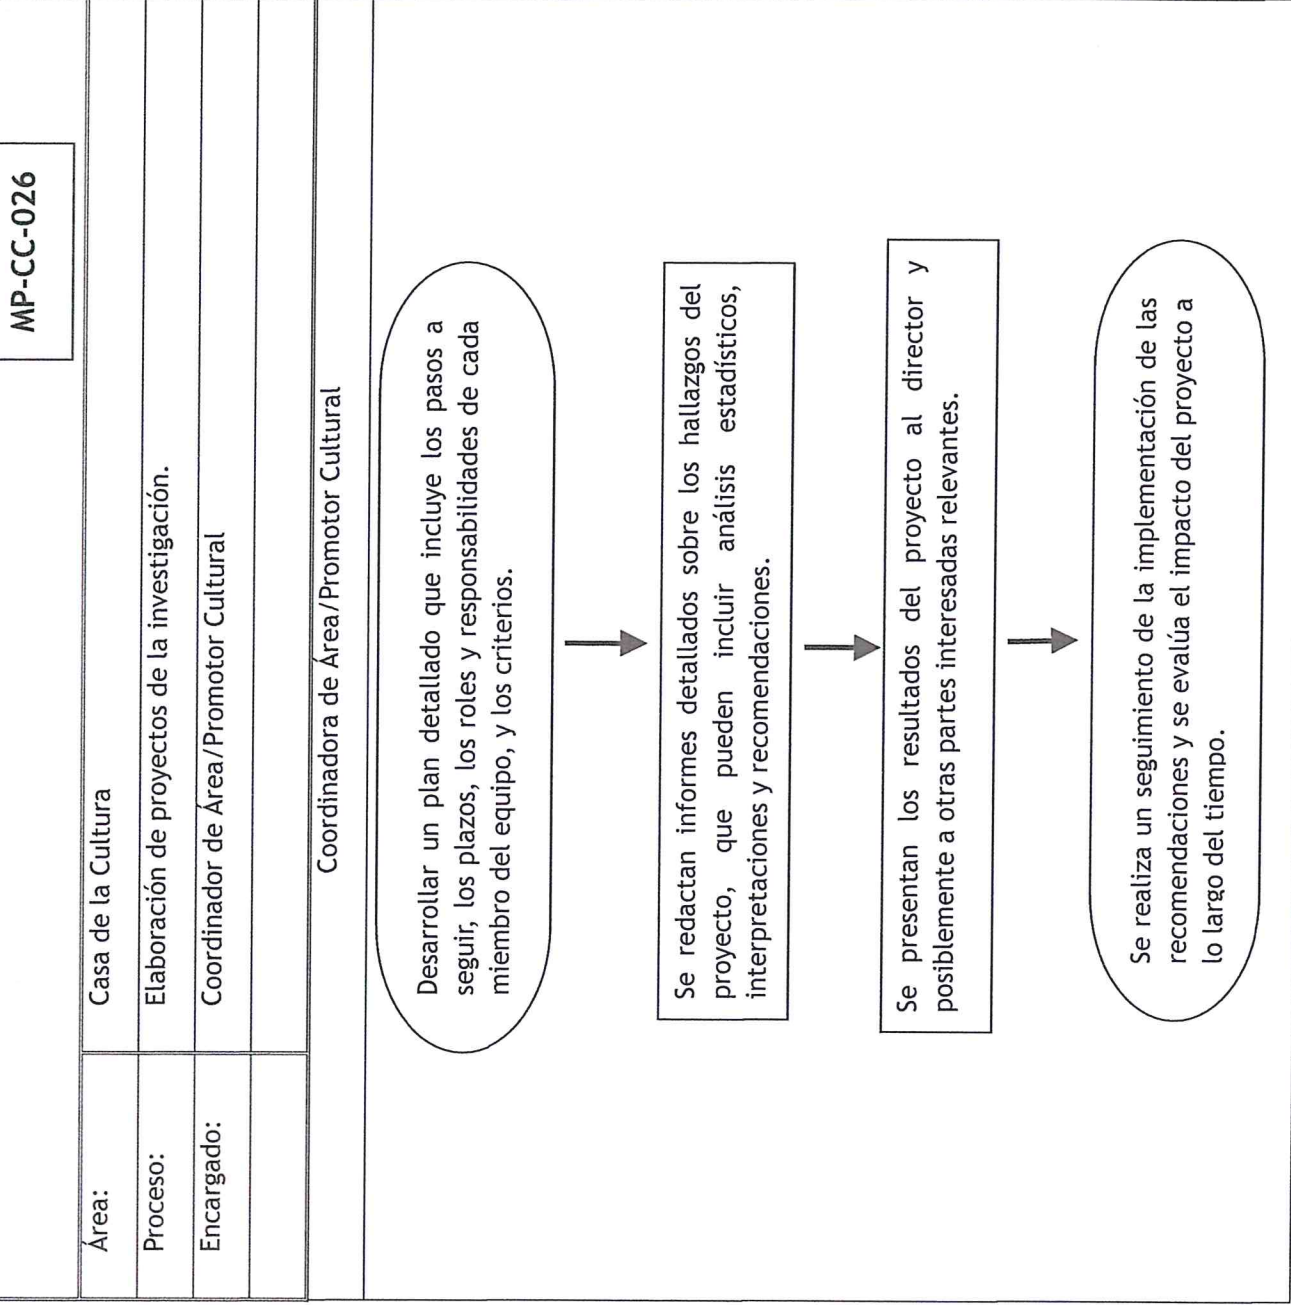 MP-CC-026
Área: Casa de la Cultura
Proceso: Elaboración de proyectos de la investigación.
Encargado: Coordinador de Área/Promotor Cultural
Coordinadora de Área/Promotor Cultural
Desarrollar un plan detallado que incluye los pasos a
seguir, los plazos, los roles y responsabilidades de cada
miembro del equipo, y los criterios.
Se redactan informes detallados sobre los hallazgos del
proyecto, que pueden incluir análisis estadísticos,
interpretaciones y recomendaciones.
Se presentan los resultados del proyecto al director y
posiblemente a otras partes interesadas relevantes.
Se realiza un seguimiento de la implementación de las
recomendaciones y se evalúa el impacto del proyecto a
lo largo del tiempo.